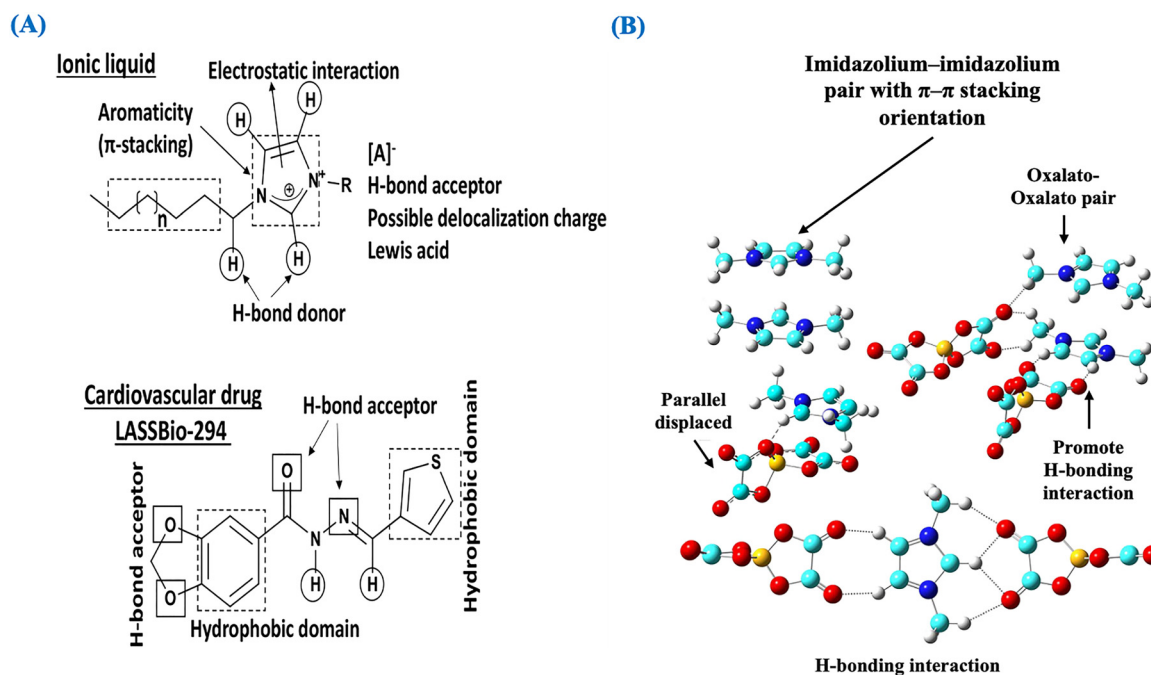 (A)
Ionic liquid
Electrostatic interaction
Aromaticity
(π-stacking)
H
H
[A]-
H-bond acceptor
Possible delocalization charge
Lewis acid
n
N
⊕
N+
R
H
H
H-bond donor
Cardiovascular drug
LASSBio-294
H-bond acceptor
H-bond acceptor
Hydrophobic domain
O
S
O
N
N
O
H
H
Hydrophobic domain
(B)
Imidazolium–imidazolium
pair with π–π stacking
orientation
Oxalato-
Oxalato pair
Parallel
displaced
Promote
H-bonding
interaction
H-bonding interaction